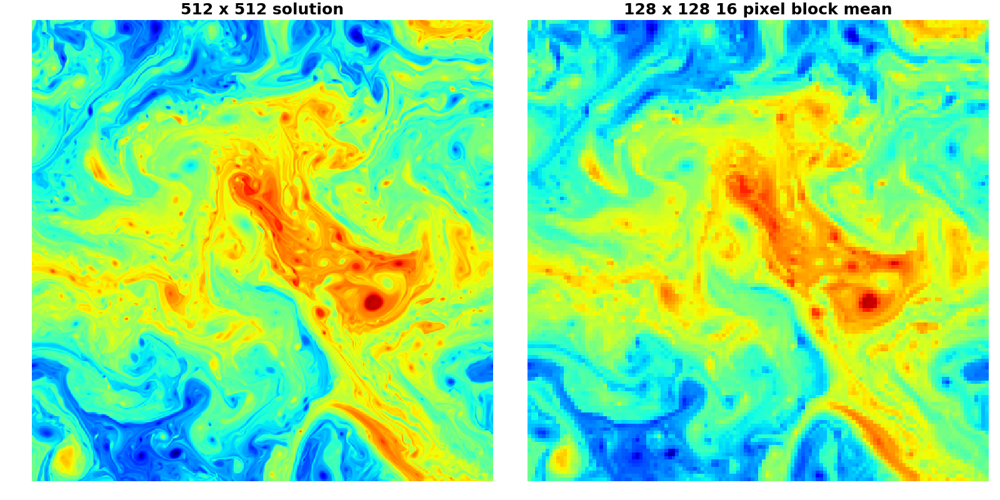 512 x 512 solution
128 x 128 16 pixel block mean